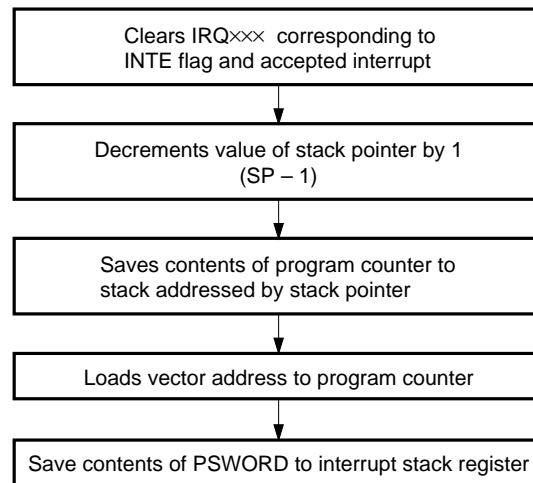 Clears IRQ××× corresponding to
INTE flag and accepted interrupt
Decrements value of stack pointer by 1
(SP – 1)
Saves contents of program counter to
stack addressed by stack pointer
Loads vector address to program counter
Save contents of PSWORD to interrupt stack register